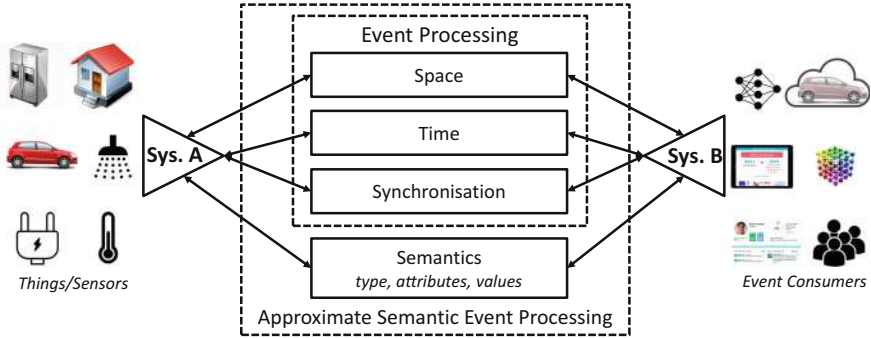 Event Processing
Space
Time
Sys. A
Sys. B
Synchronisation
Semantics
type, attributes, values
Things/Sensors
Event Consumers
Approximate Semantic Event Processing